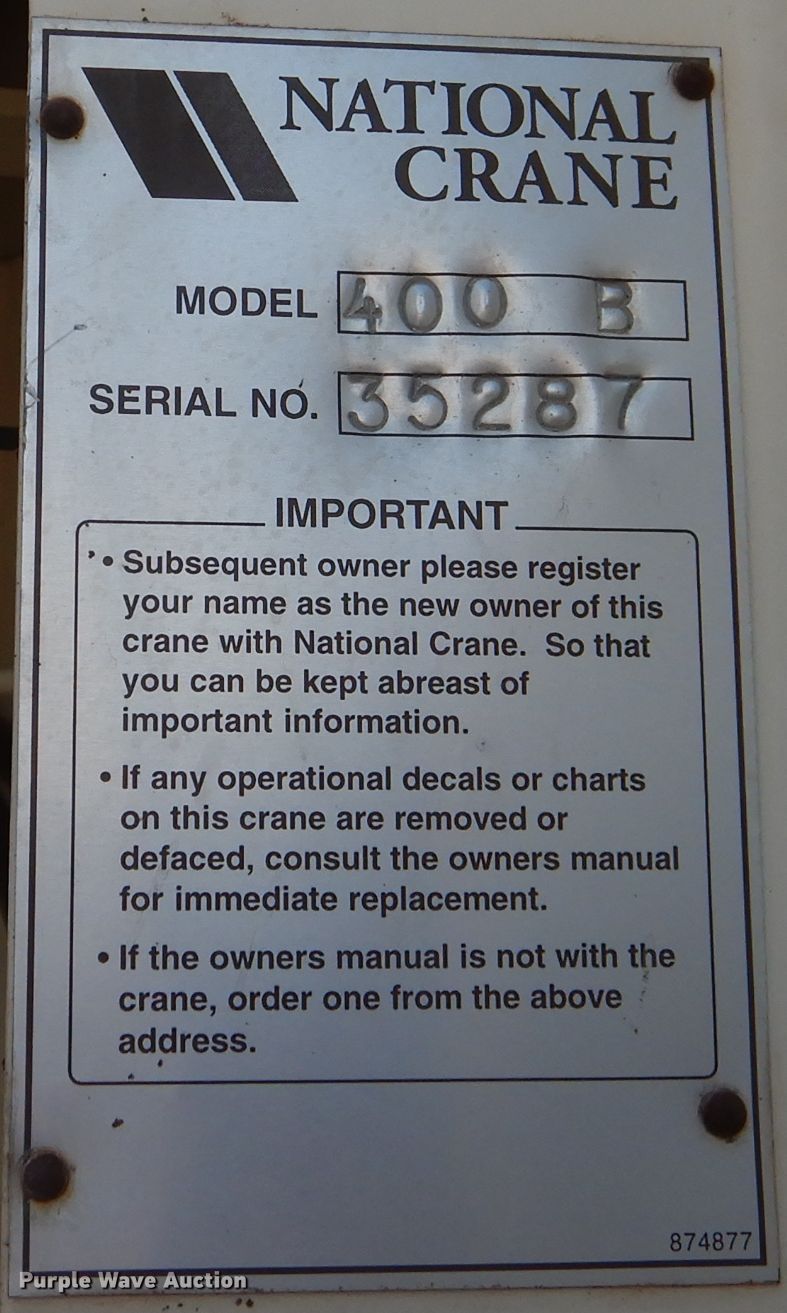 NATIONAL
CRANE
MODEL 400 B
SERIAL NO. 35287
IMPORTANT
• Subsequent owner please register
your name as the new owner of this
crane with National Crane. So that
you can be kept abreast of
important information.
• If any operational decals or charts
on this crane are removed or
defaced, consult the owners manual
for immediate replacement.
• If the owners manual is not with the
crane, order one from the above
address.
874877
Purple Wave Auction